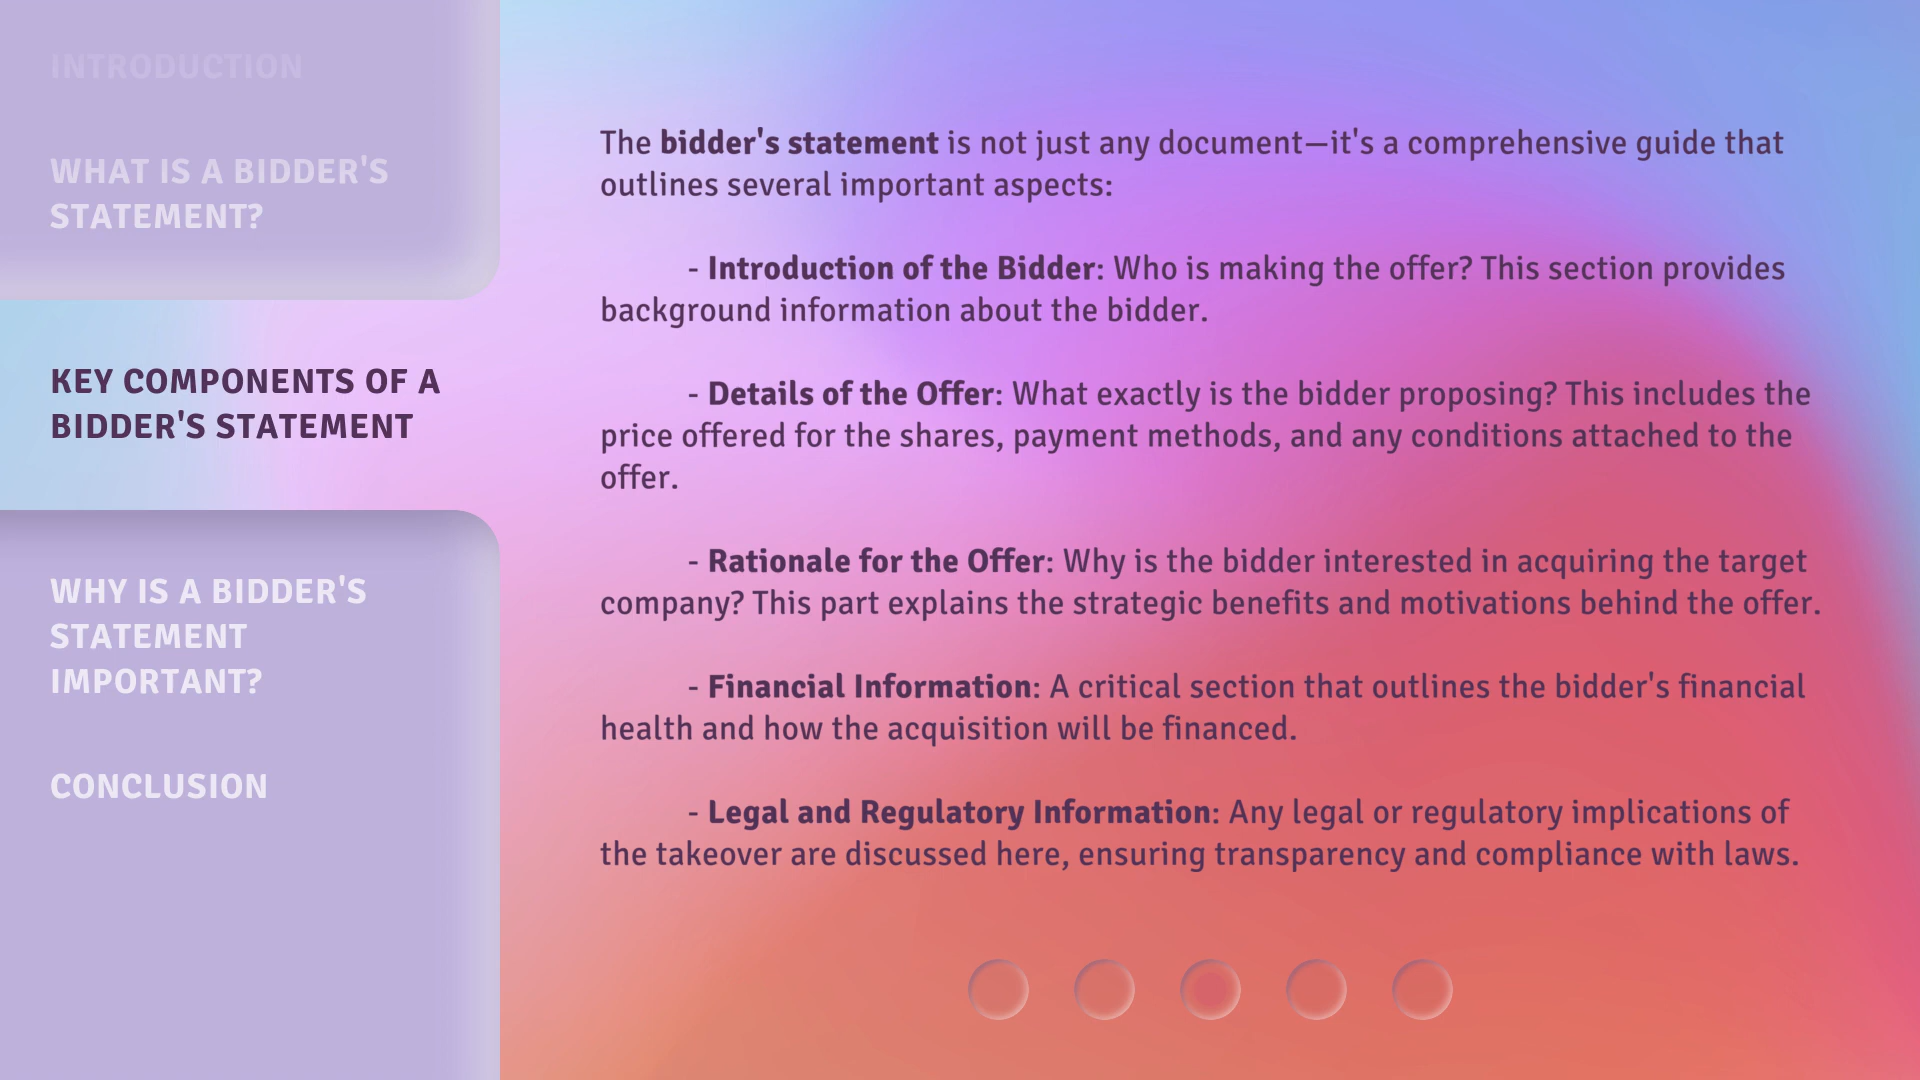 INTRODUCTION
WHAT IS A BIDDER'S
STATEMENT?
KEY COMPONENTS OF A
BIDDER'S STATEMENT
WHY IS A BIDDER'S
STATEMENT
IMPORTANT?
CONCLUSION
The bidder's statement is not just any document—it's a comprehensive guide that
outlines several important aspects:
- Introduction of the Bidder: Who is making the offer? This section provides
background information about the bidder.
- Details of the Offer: What exactly is the bidder proposing? This includes the
price offered for the shares, payment methods, and any conditions attached to the
offer.
- Rationale for the Offer: Why is the bidder interested in acquiring the target
company? This part explains the strategic benefits and motivations behind the offer.
- Financial Information: A critical section that outlines the bidder's financial
health and how the acquisition will be financed.
- Legal and Regulatory Information: Any legal or regulatory implications of
the takeover are discussed here, ensuring transparency and compliance with laws.